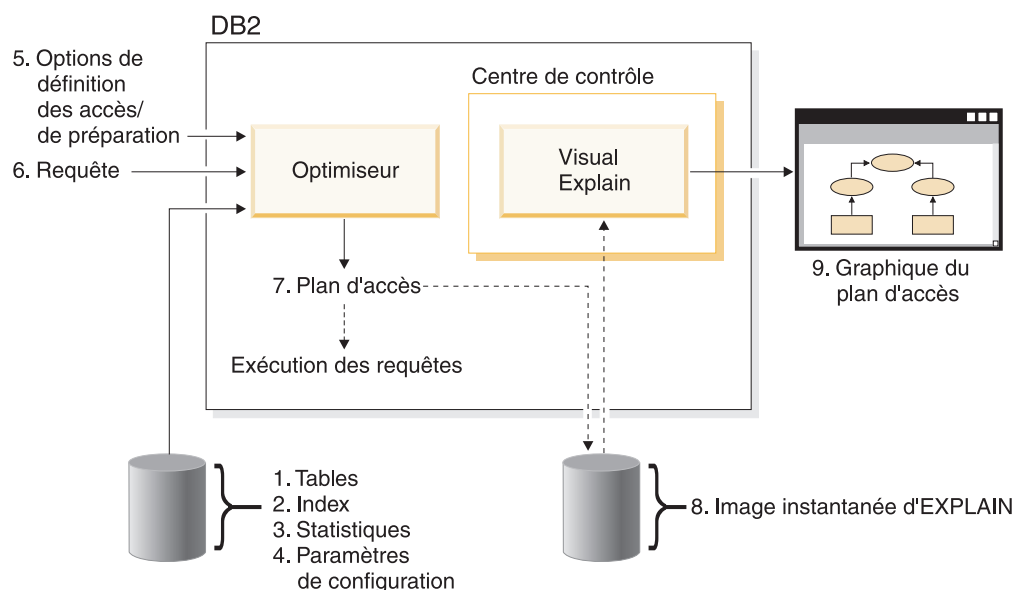 DB2
5. Options de
définition
des accès/
de préparation
6. Requête
Optimiseur
Centre de contrôle
Visual
Explain
7. Plan d'accès
Exécution des requêtes
9. Graphique du
plan d'accès
1. Tables
2. Index
3. Statistiques
4. Paramètres
de configuration
8. Image instantanée d'EXPLAIN